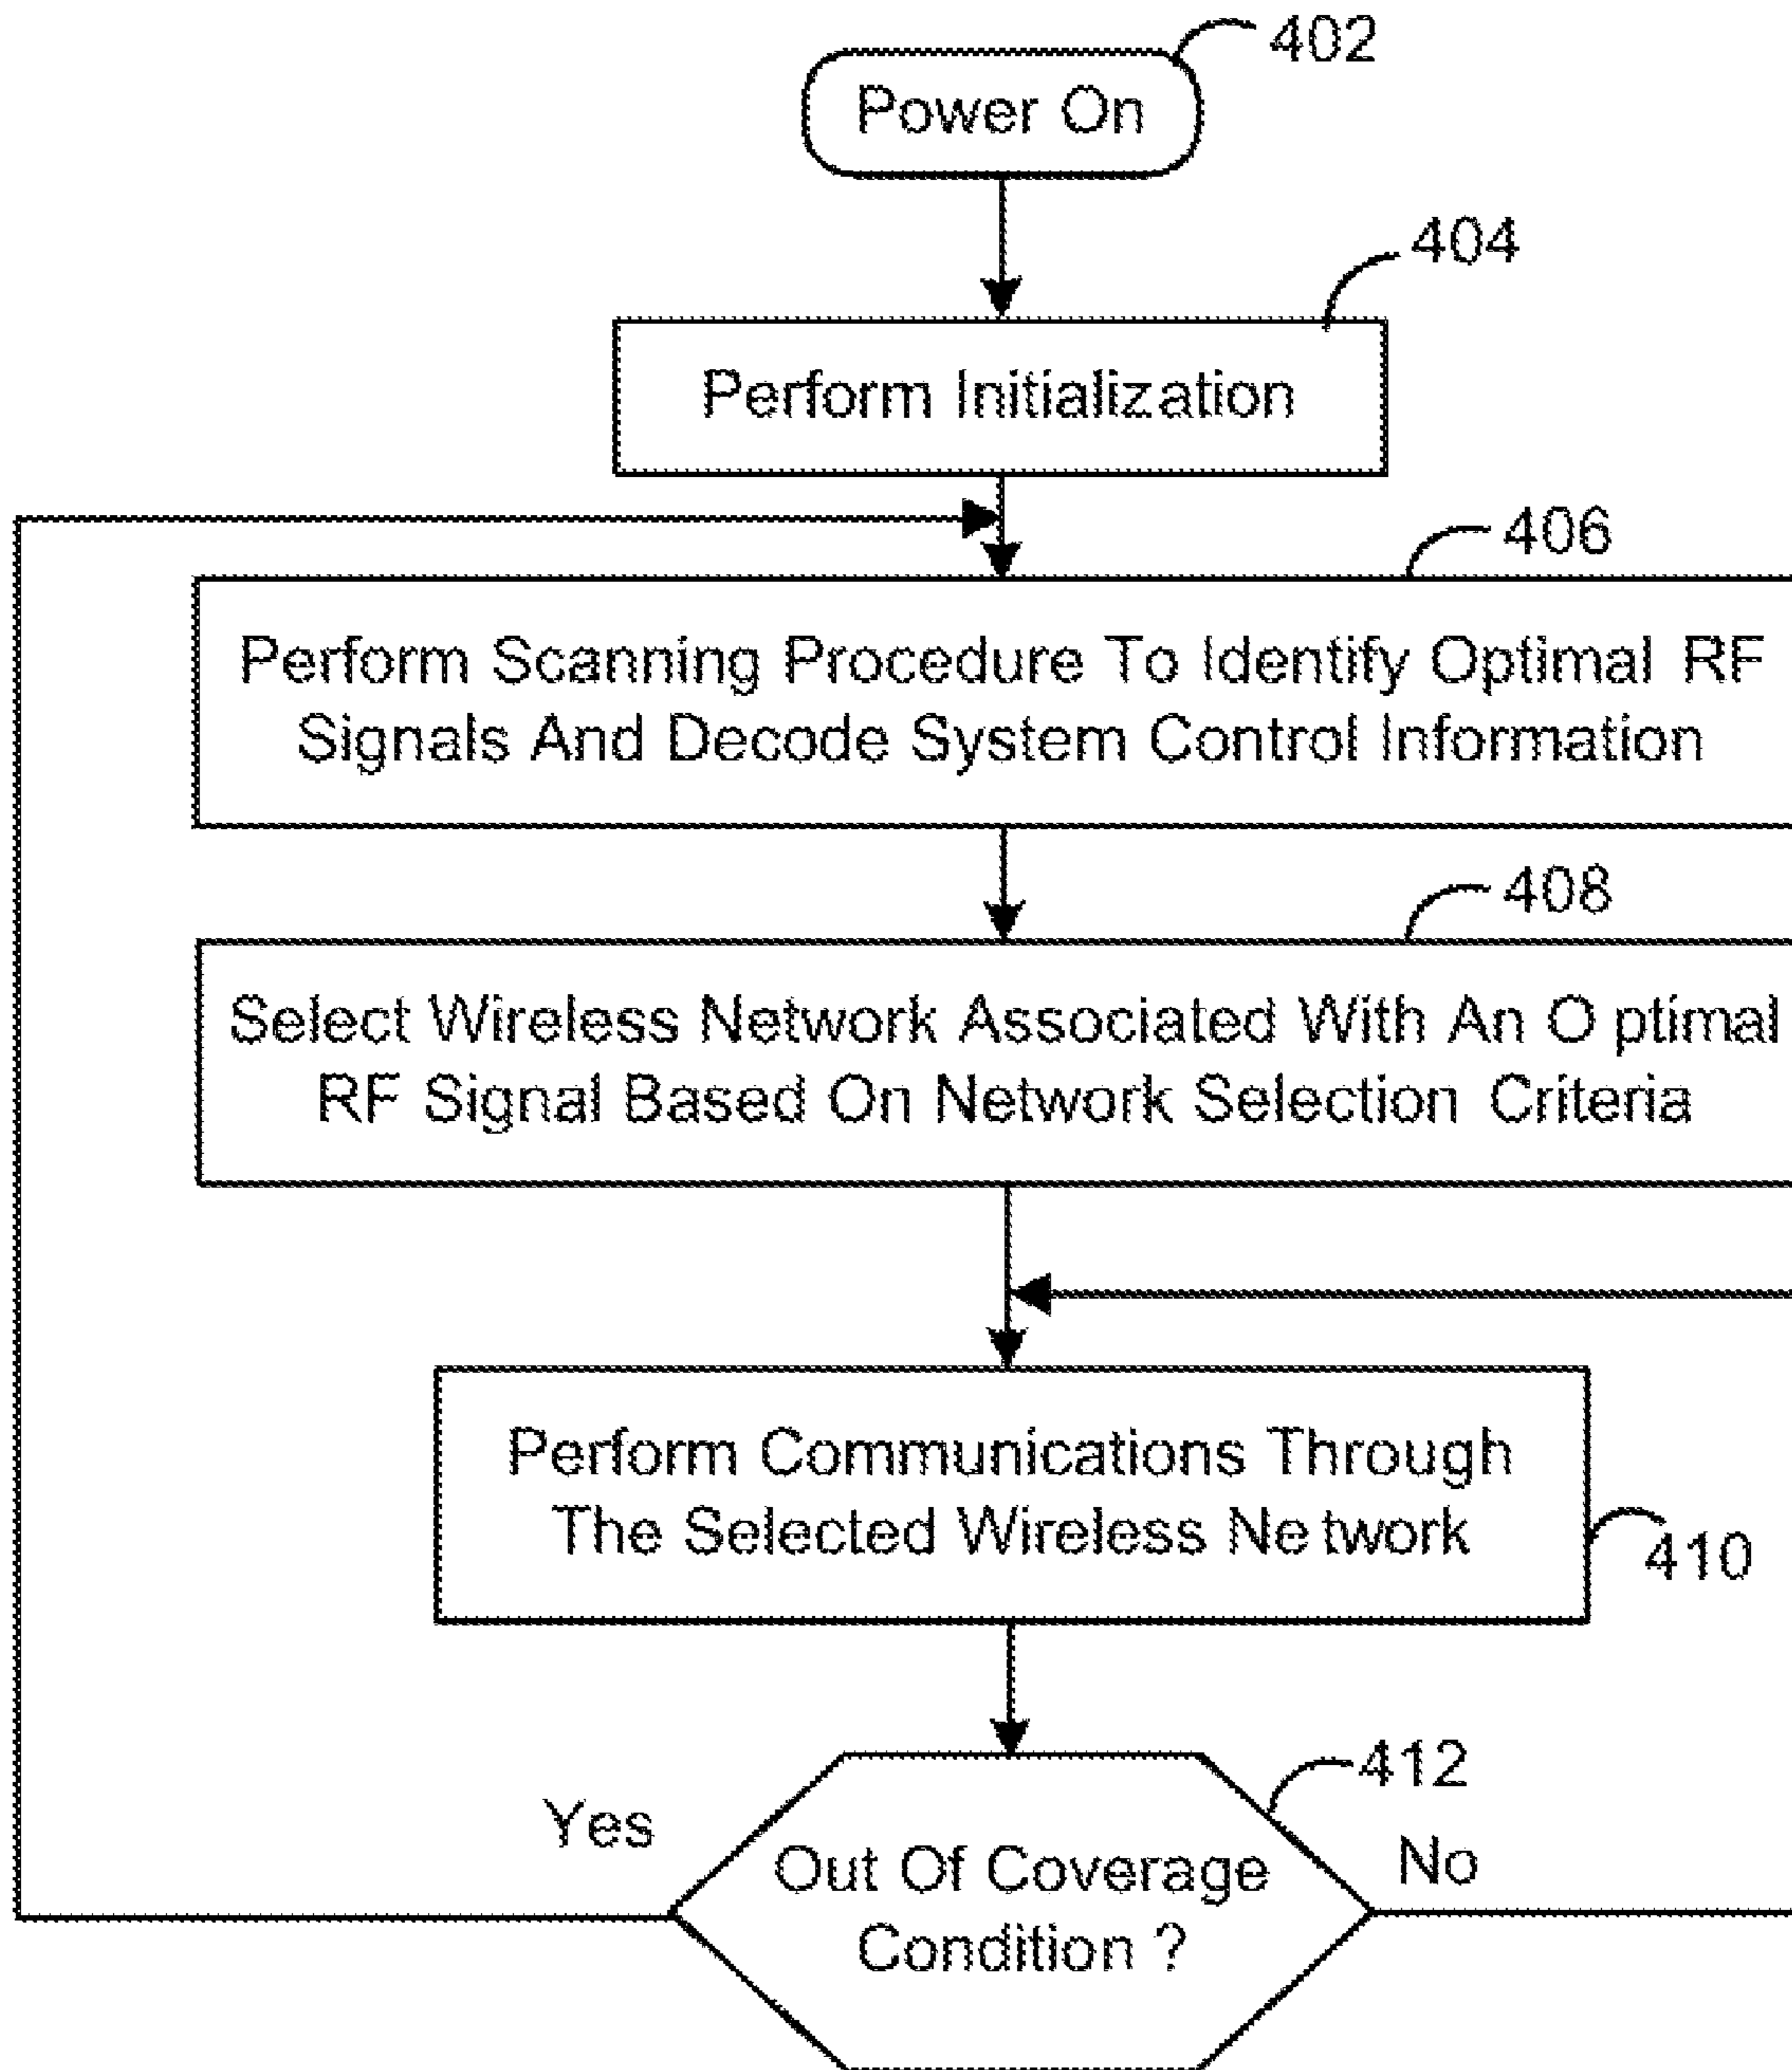 402
Power On
404
Perform Initialization
406
Perform Scanning Procedure To Identify Optimal RF
Signals And Decode System Control Information
408
Select Wireless Network Associated With An O ptimal
RF Signal Based On Network Selection Criteria
Perform Communications Through
The Selected Wireless Ne twork
410
412
Yes
No
Out Of Coverage
Condition ?